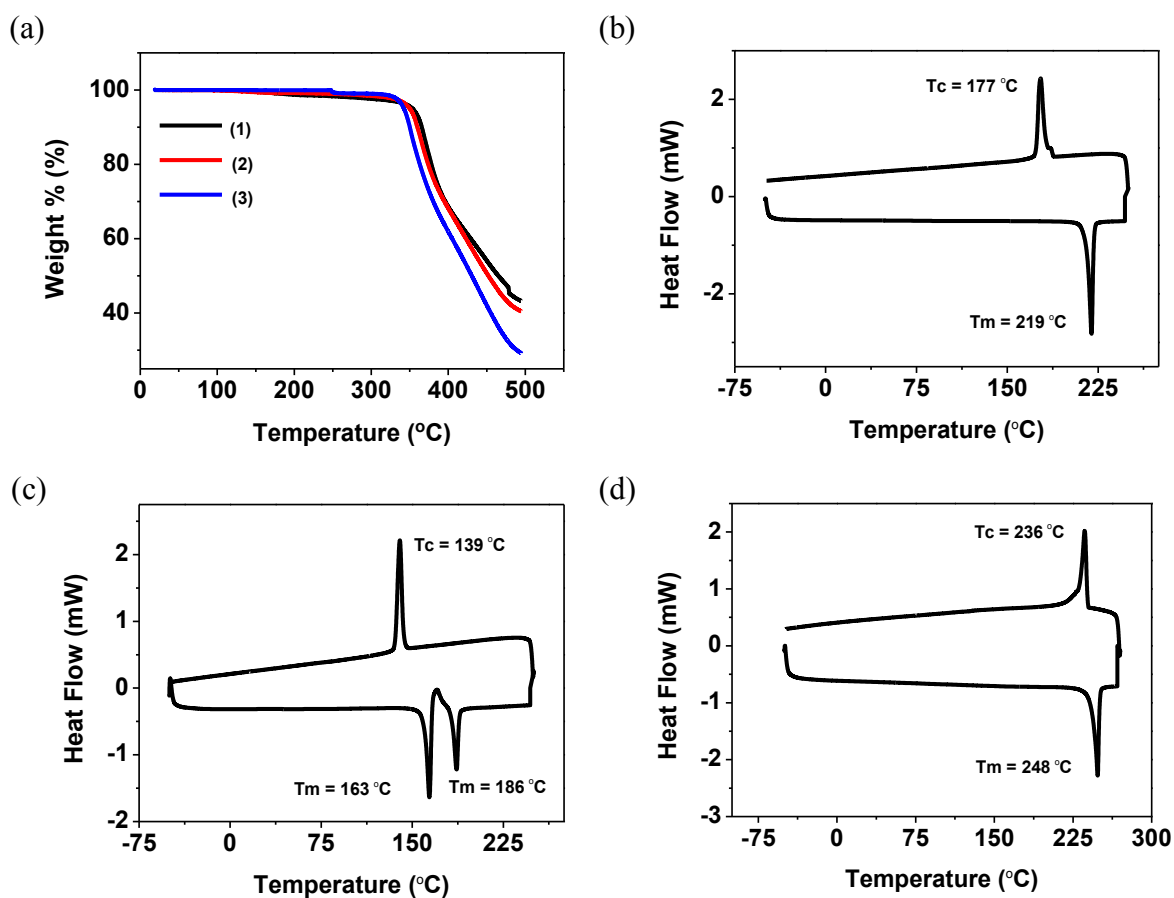 (a)
Weight % (%)
100
80
60
40
(1)
(2)
(3)
0 100 200 300 400 500
Temperature (°C)
(b)
Heat Flow (mW)
2
0
-2
Tc = 177 °C
Tm = 219 °C
-75 0 75 150 225
Temperature (°C)
(c)
Heat Flow (mW)
2
1
0
-1
-2
Tc = 139 °C
Tm = 163 °C Tm = 186 °C
-75 0 75 150 225
Temperature (°C)
(d)
Heat Flow (mW)
2
1
0
-1
-2
-3
Tc = 236 °C
Tm = 248 °C
-75 0 75 150 225 300
Temperature (°C)